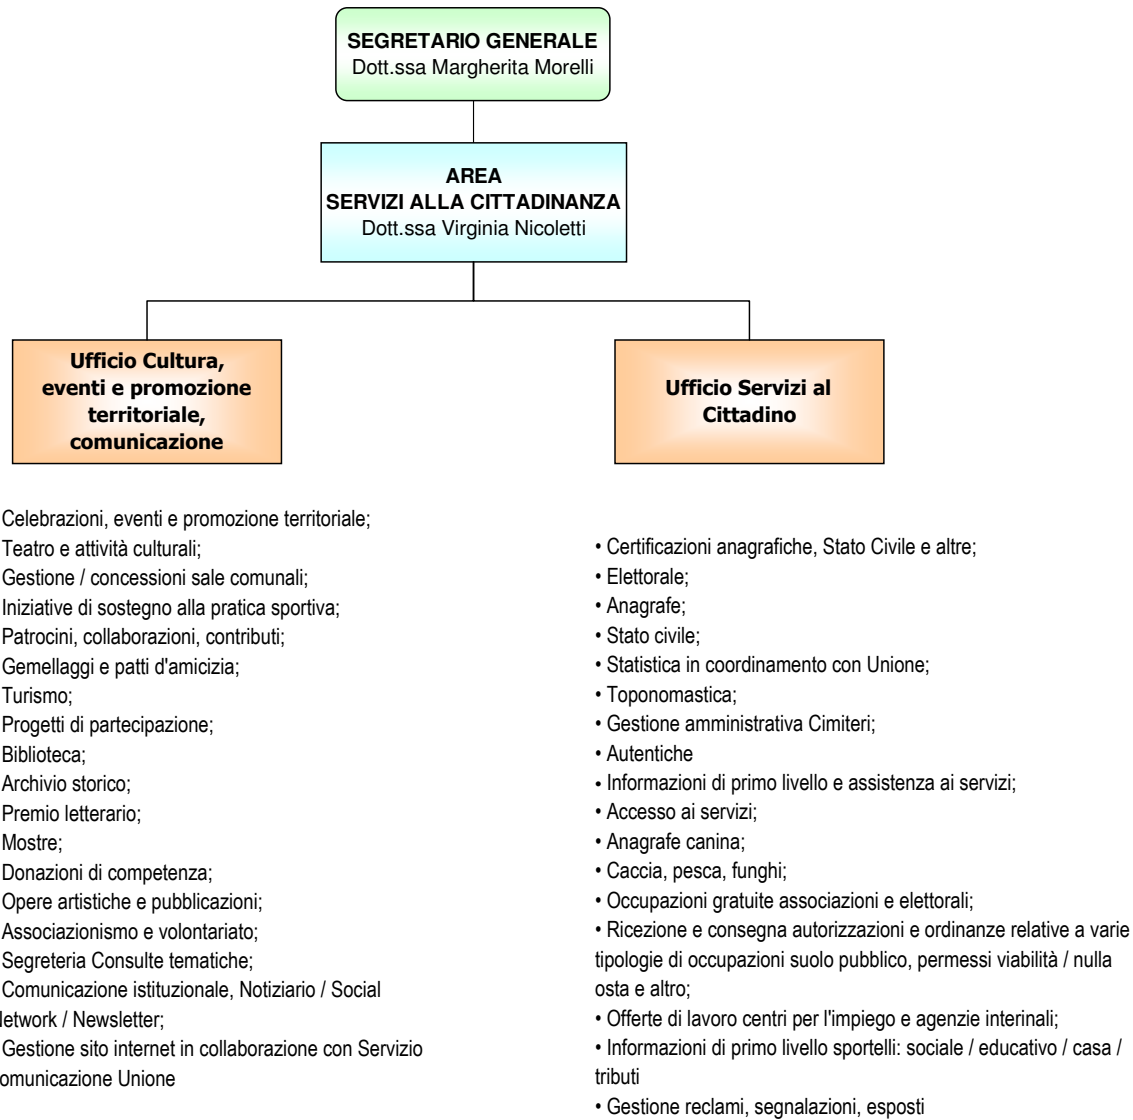 SEGRETARIO GENERALE
Dott.ssa Margherita Morelli
AREA
SERVIZI ALLA CITTADINANZA
Dott.ssa Virginia Nicoletti
Ufficio Cultura,
eventi e promozione
territoriale,
comunicazione
Celebrazioni, eventi e promozione territoriale;
Teatro e attività culturali;
Gestione / concessioni sale comunali;
Iniziative di sostegno alla pratica sportiva;
Patrocini, collaborazioni, contributi;
Gemellaggi e patti d'amicizia;
Turismo;
Progetti di partecipazione;
Biblioteca;
Archivio storico;
Premio letterario;
Mostre;
Donazioni di competenza;
Opere artistiche e pubblicazioni;
Associazionismo e volontariato;
Segreteria Consulte tematiche;
Comunicazione istituzionale, Notiziario / Social
Network / Newsletter;
Gestione sito internet in collaborazione con Servizio
omunicazione Unione
Ufficio Servizi al
Cittadino
• Certificazioni anagrafiche, Stato Civile e altre;
• Elettorale;
• Anagrafe;
• Stato civile;
• Statistica in coordinamento con Unione;
• Toponomastica;
• Gestione amministrativa Cimiteri;
• Autentiche
• Informazioni di primo livello e assistenza ai servizi;
• Accesso ai servizi;
• Anagrafe canina;
• Caccia, pesca, funghi;
• Occupazioni gratuite associazioni e elettorali;
• Ricezione e consegna autorizzazioni e ordinanze relative a varie
tipologie di occupazioni suolo pubblico, permessi viabilità / nulla
osta e altro;
• Offerte di lavoro centri per l'impiego e agenzie interinali;
• Informazioni di primo livello sportelli: sociale / educativo / casa /
tributi
• Gestione reclami, segnalazioni, esposti